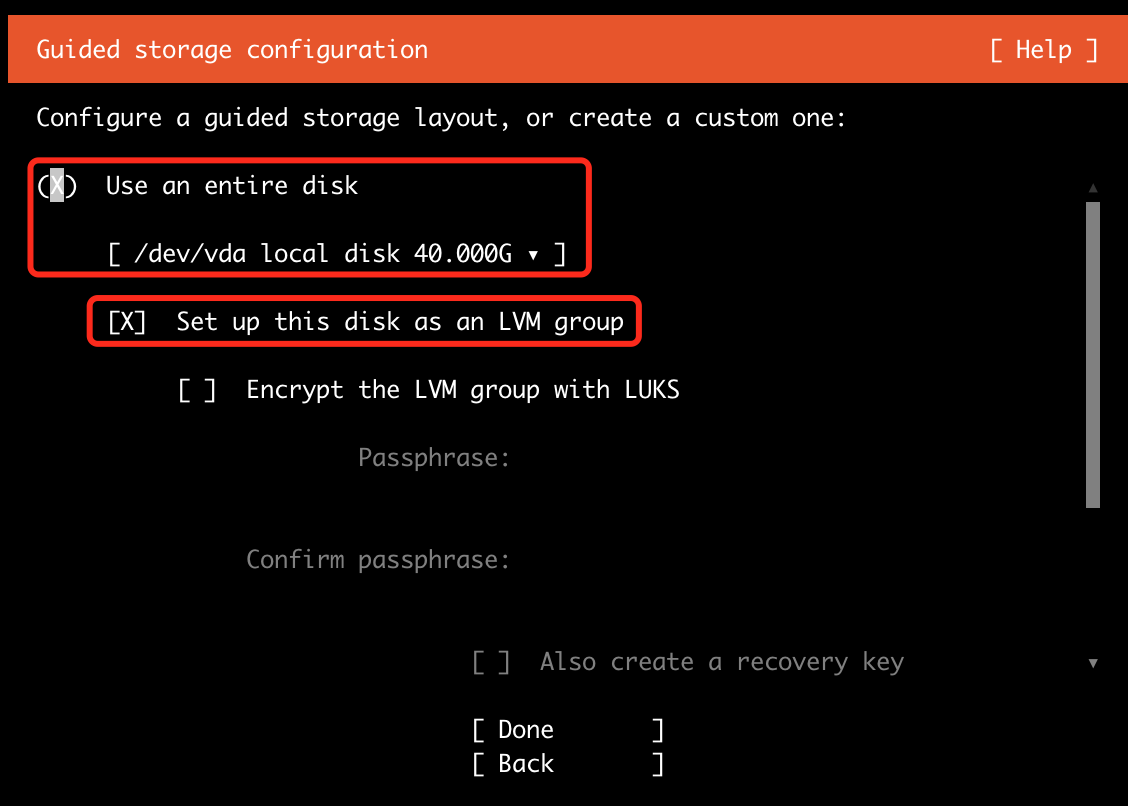 Guided storage configuration [ Help ]
Configure a guided storage layout, or create a custom one:
(X) Use an entire disk
[ /dev/vda local disk 40.000G ▾ ]
[X] Set up this disk as an LVM group
[ ] Encrypt the LVM group with LUKS
Passphrase:
Confirm passphrase:
[ ] Also create a recovery key
[ Done ]
[ Back ]